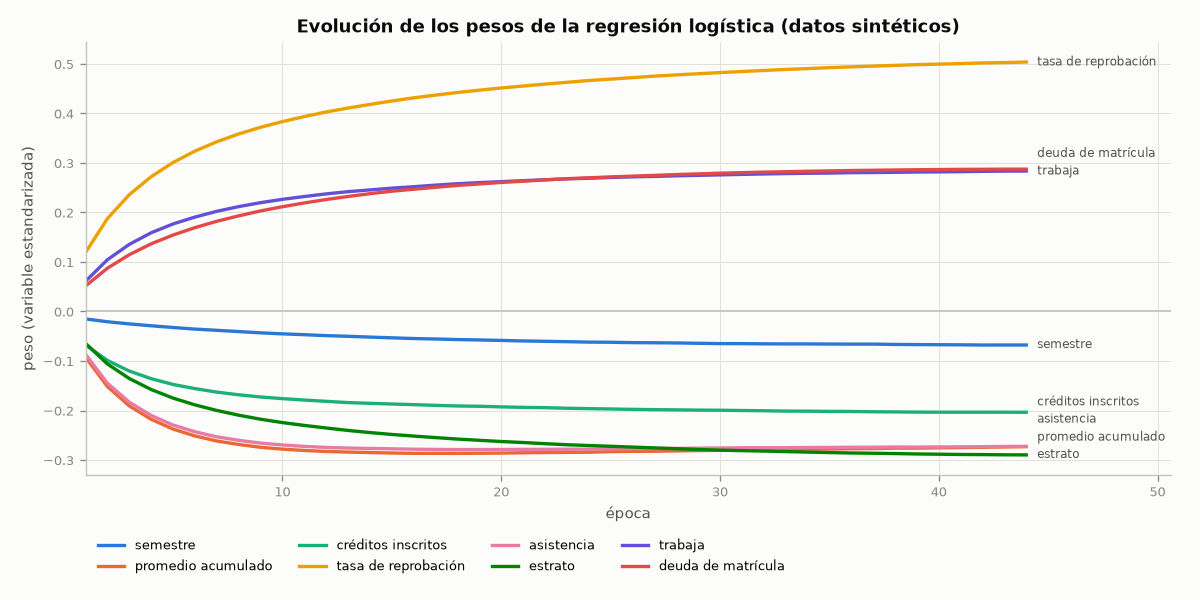 Evolución de los pesos de la regresión logística (datos sintéticos)
peso (variable estandarizada)
0.5
0.4
0.3
0.2
0.1
0.0
−0.1
−0.2
−0.3
tasa de reprobación
deuda de matrícula
trabaja
semestre
créditos inscritos
asistencia
promedio acumulado
estrato
10 20 30 40 50
época
semestre créditos inscritos asistencia trabaja
promedio acumulado tasa de reprobación estrato deuda de matrícula